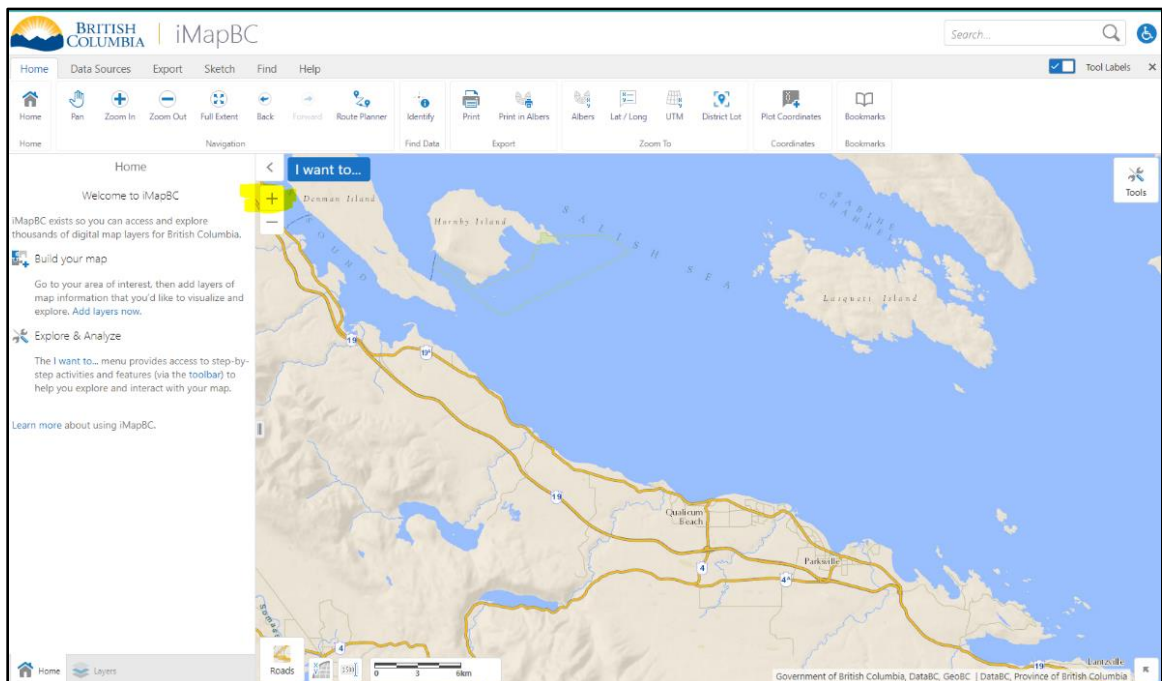 BRITISH
COLUMBIA
iMapBC
Search...
Home Data Sources Export Sketch Find Help
Tool Labels
Home Pan Zoom In Zoom Out Full Extent Back Forward Route Planner Identify Print Print in Albers Albers Lat / Long UTM District Lot Plot Coordinates Bookmarks
Home Navigation Find Data Export Zoom To Coordinates Bookmarks
Home
Welcome to iMapBC
iMapBC exists so you can access and explore
thousands of digital map layers for British Columbia.
Build your map
Go to your area of interest, then add layers of
map information that you'd like to visualize and
explore. Add layers now.
Explore & Analyze
The I want to... menu provides access to step-by-
step activities and features (via the toolbar) to
help you explore and interact with your map.
Learn more about using iMapBC.
Home Layers
I want to...
Tools
Denman Island
Hornby Island
SALISH SEA
SABINE
CHANNEL
Lasqueti Island
SOUND
19
19A
19
Qualicum
Beach
4
Parksville
4A
4
19
Lantzville
Roads
0 3 6km
Government of British Columbia, DataBC, GeoBC | DataBC, Province of British Columbia